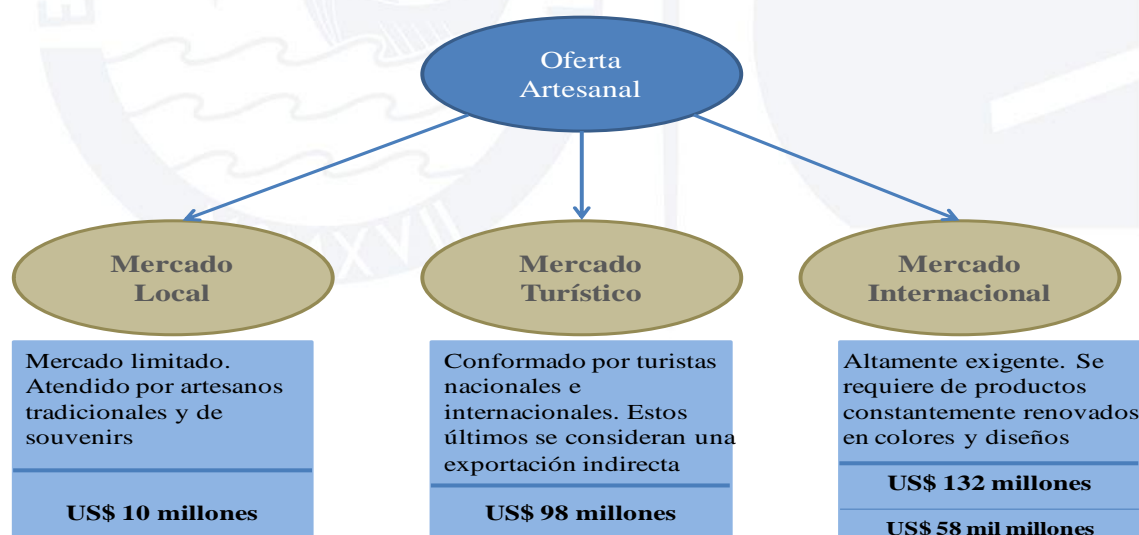 Oferta
Artesanal
Mercado
Local
Mercado
Turístico
Mercado
Internacional
Mercado limitado.
Atendido por artesanos
tradicionales y de
souvenirs
US$ 10 millones
Conformado por turistas
nacionales e
internacionales. Estos
últimos se consideran una
exportación indirecta
US$ 98 millones
Altamente exigente. Se
requiere de productos
constantemente renovados
en colores y diseños
US$ 132 millones
US$ 58 mil millones
XVII